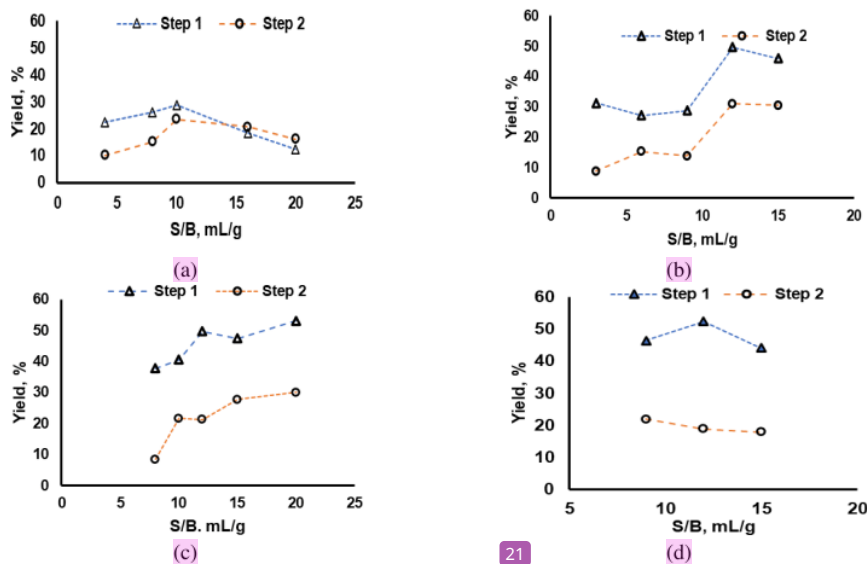 Step 1 Step 2
60
50
40
30
20
10
0
Yield, %
0 5 10 15 20 25
S/B, mL/g
(a)
Step 1 Step 2
60
50
40
30
20
10
0
Yield, %
0 5 10 15 20
S/B, mL/g
(b)
Step 1 Step 2
60
50
40
30
20
10
0
Yield, %
0 5 10 15 20 25
S/B. mL/g
(c)
Step 1 Step 2
60
50
40
30
20
10
0
Yield, %
5 10 15 20
S/B, mL/g
(d)
21